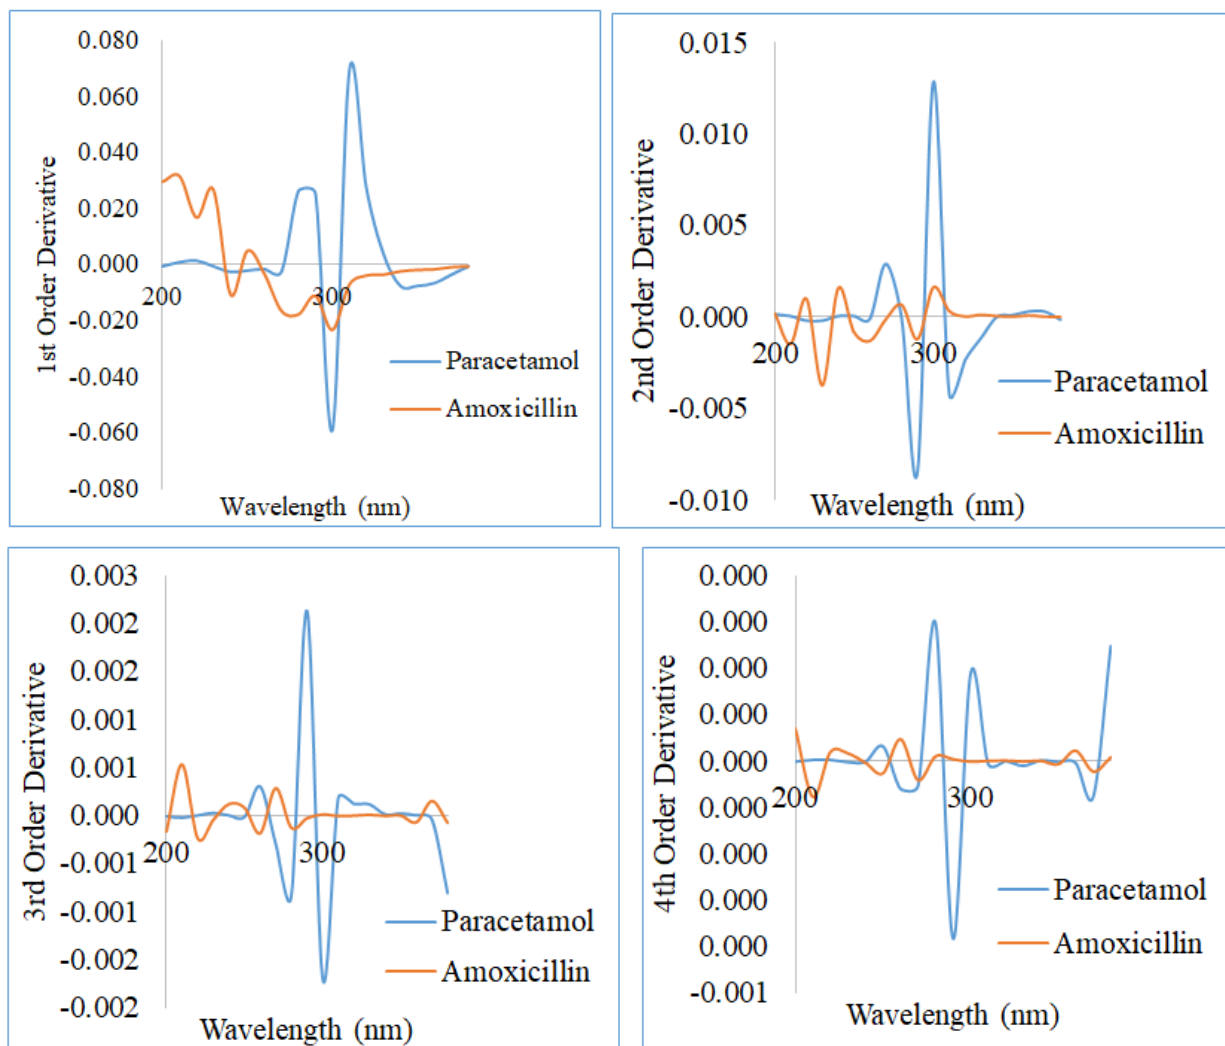 0.080
0.060
0.040
0.020
0.000
-0.020
-0.040
-0.060
-0.080
1st Order Derivative
200
300
Paracetamol
Amoxicillin
Wavelength (nm)
0.015
0.010
0.005
0.000
-0.005
-0.010
2nd Order Derivative
200
300
Paracetamol
Amoxicillin
Wavelength (nm)
0.003
0.002
0.002
0.001
0.001
0.000
-0.001
-0.001
-0.002
-0.002
3rd Order Derivative
200
300
Paracetamol
Amoxicillin
Wavelength (nm)
0.000
0.000
0.000
0.000
0.000
0.000
0.000
0.000
0.000
-0.001
4th Order Derivative
200
300
Paracetamol
Amoxicillin
Wavelength (nm)